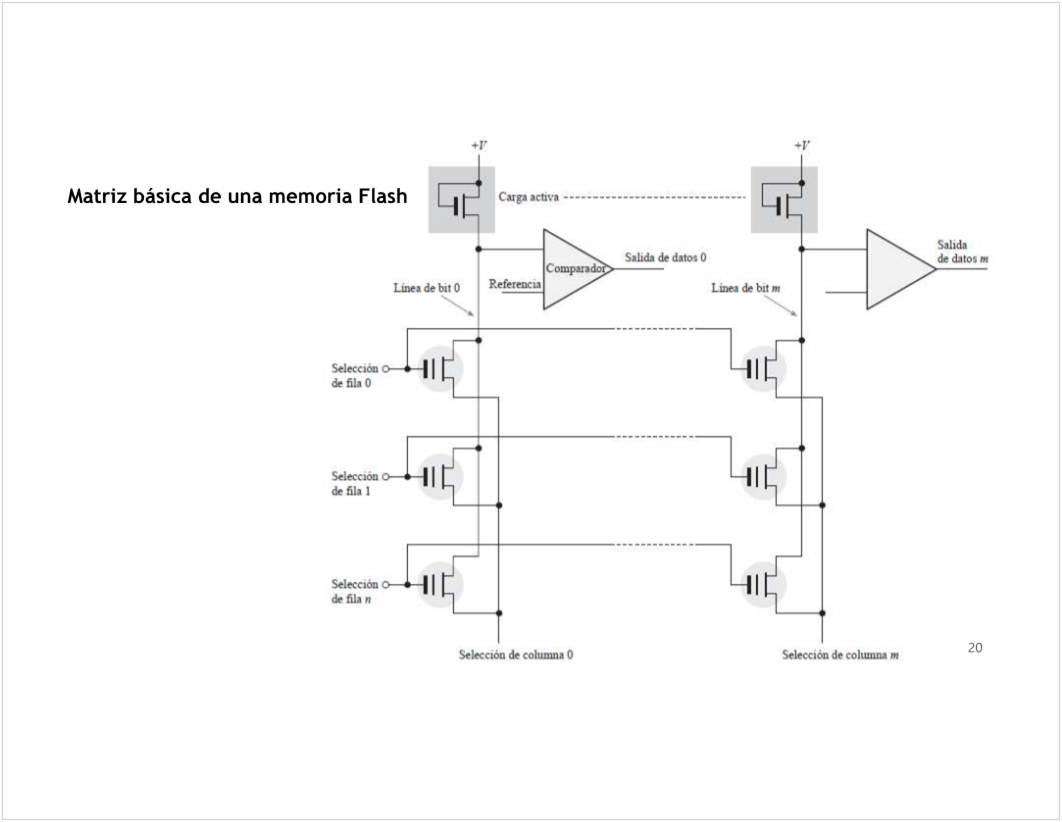 Matriz básica de una memoria Flash
+V
+V
Carga activa
Comparador
Referencia
Salida de datos 0
Salida
de datos m
Línea de bit 0
Línea de bit m
Selección
de fila 0
Selección
de fila 1
Selección
de fila n
Selección de columna 0
Selección de columna m
20